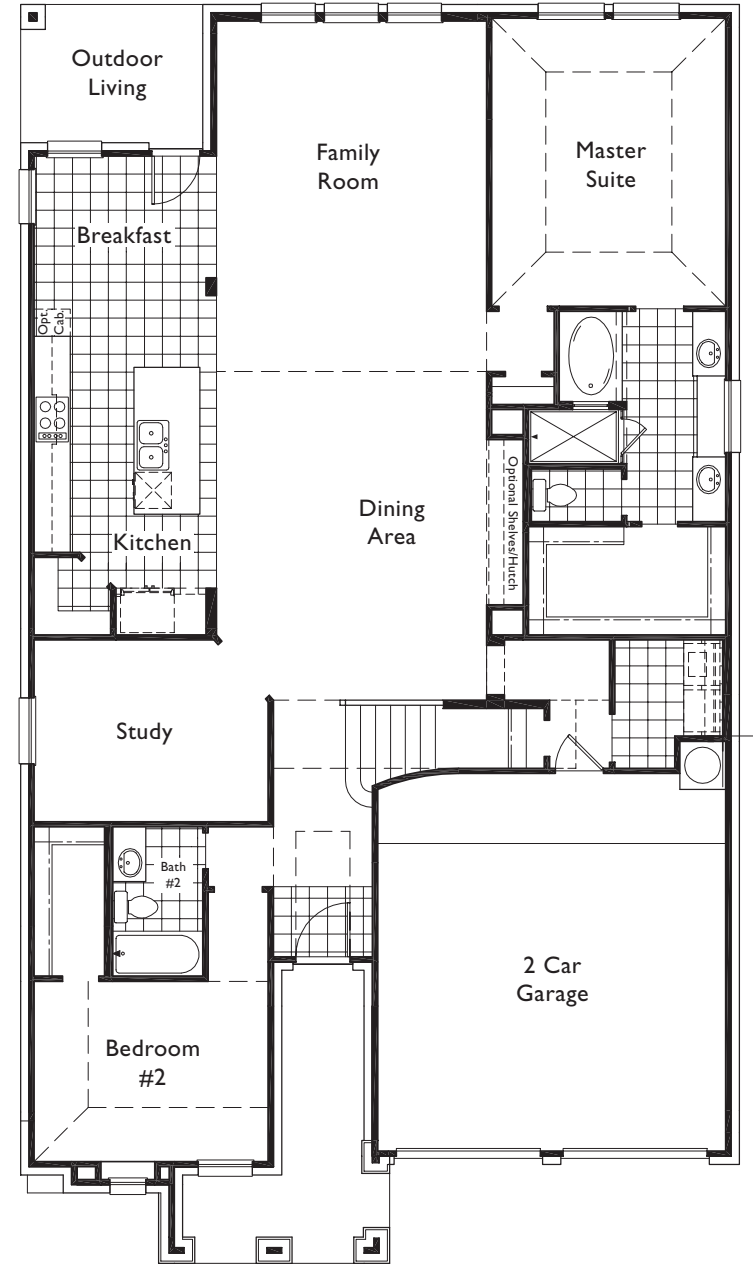 Outdoor
Living
Family
Room
Master
Suite
Breakfast
Opt.
Cab.
Dining
Area
Optional Shelves/Hutch
Kitchen
Study
Bath
#2
2 Car
Garage
Bedroom
#2